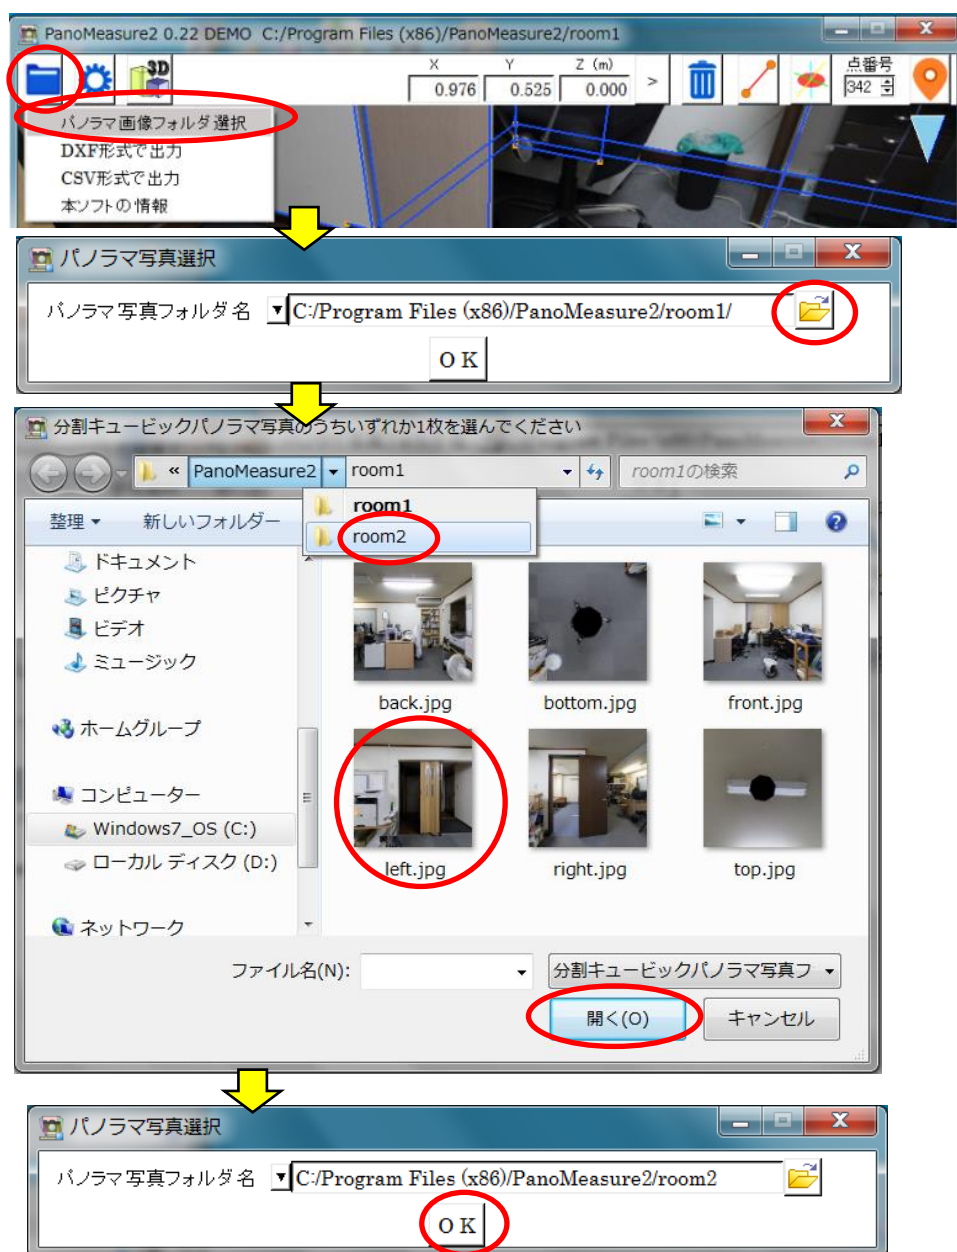 PanoMeasure2 0.22 DEMO C:/Program Files (x86)/PanoMeasure2/room1
3D
X Y Z (m)
0.976 0.525 0.000 >
点番号
342
パノラマ画像フォルダ選択
DXF形式で出力
CSV形式で出力
本ソフトの情報
パノラマ写真選択
パノラマ写真フォルダ名 C:/Program Files (x86)/PanoMeasure2/room1/
OK
分割キュービックパノラマ写真のうちいずれか1枚を選んでください
« PanoMeasure2 room1 room1の検索
整理 新しいフォルダー
room1
room2
ドキュメント
ピクチャ
ビデオ
ミュージック
ホームグループ
コンピューター
Windows7_OS (C:)
ローカル ディスク (D:)
ネットワーク
back.jpg bottom.jpg front.jpg
left.jpg right.jpg top.jpg
ファイル名(N): 分割キュービックパノラマ写真フ
開く(O) キャンセル
パノラマ写真選択
パノラマ写真フォルダ名 C:/Program Files (x86)/PanoMeasure2/room2
OK